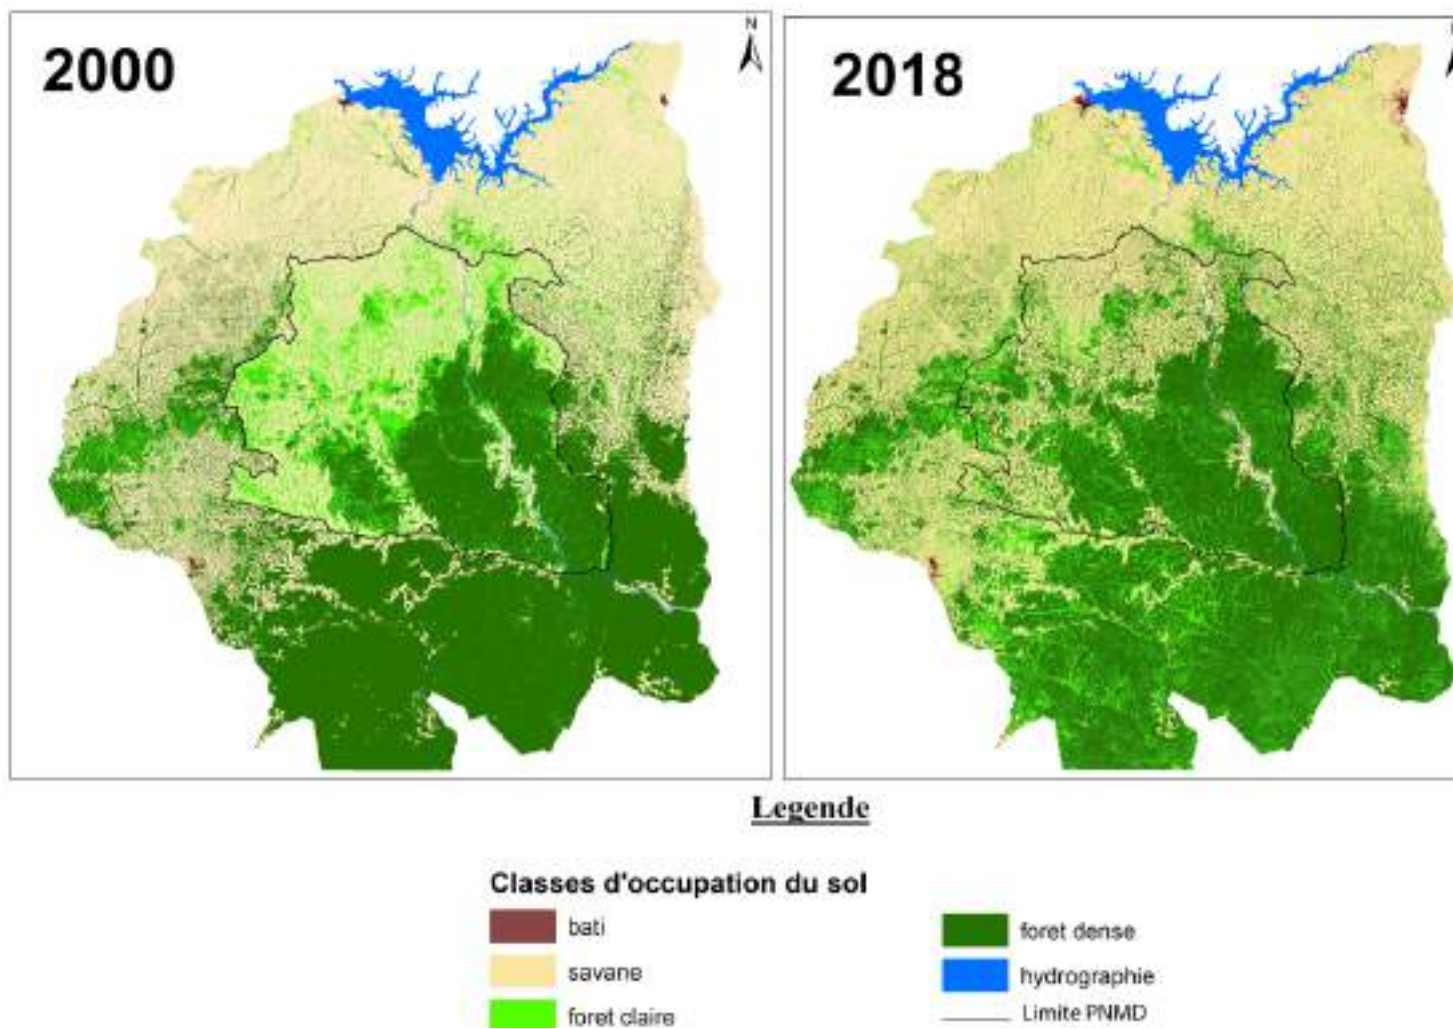 2000
N
2018
Legende
Classes d'occupation du sol
bati
savane
foret claire
foret dense
hydrographie
Limite PNMD